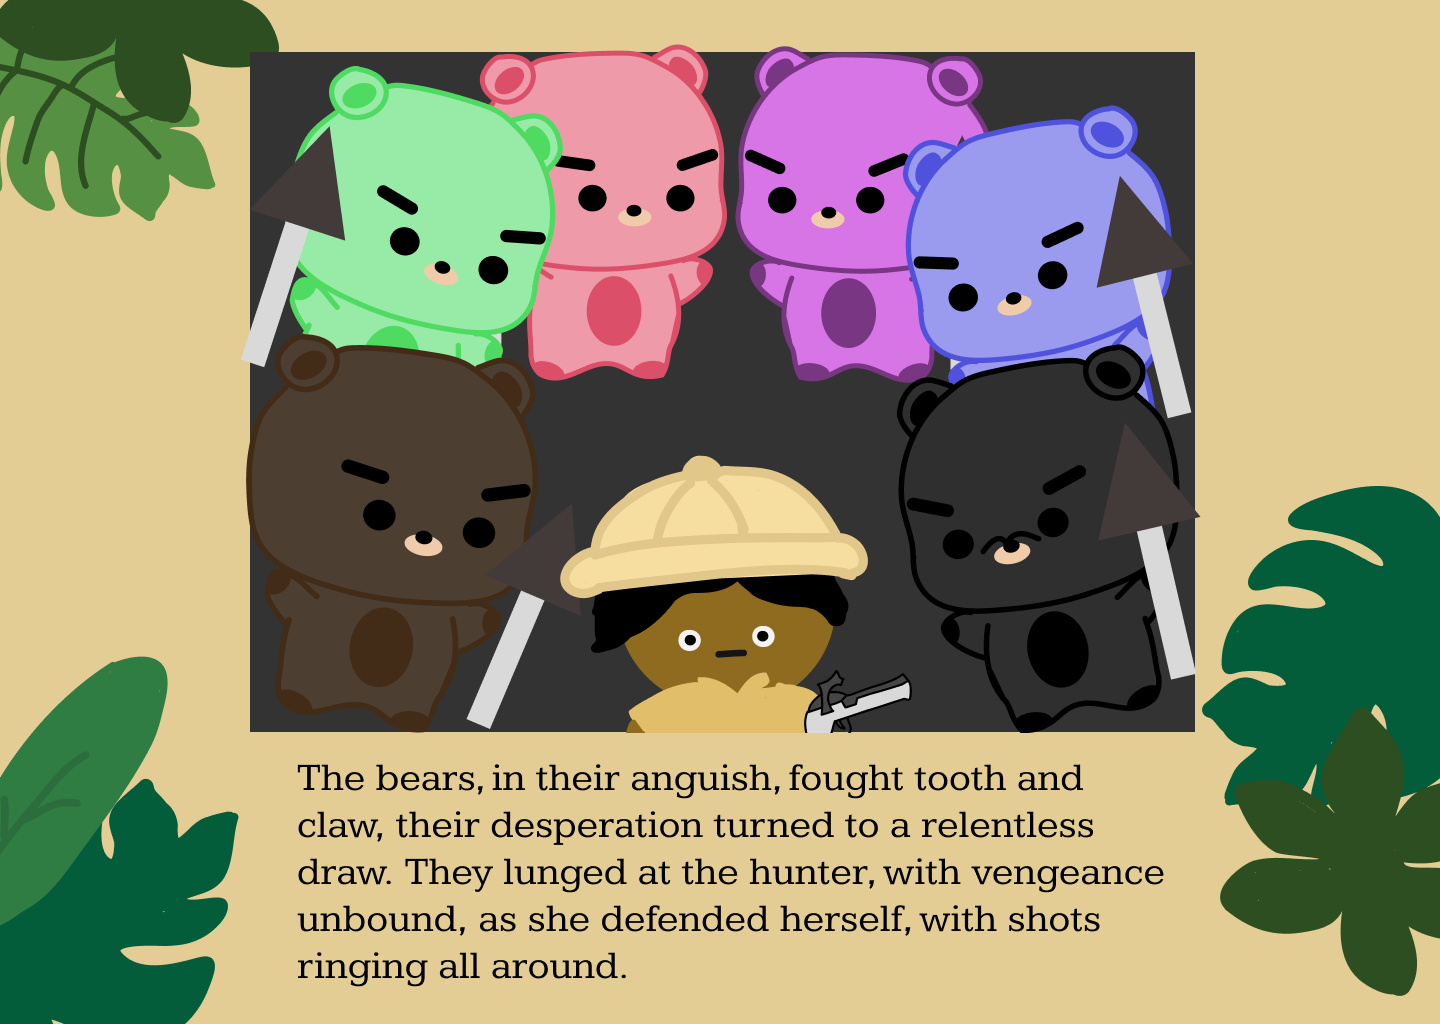 The bears, in their anguish, fought tooth and
claw, their desperation turned to a relentless
draw. They lunged at the hunter, with vengeance
unbound, as she defended herself, with shots
ringing all around.